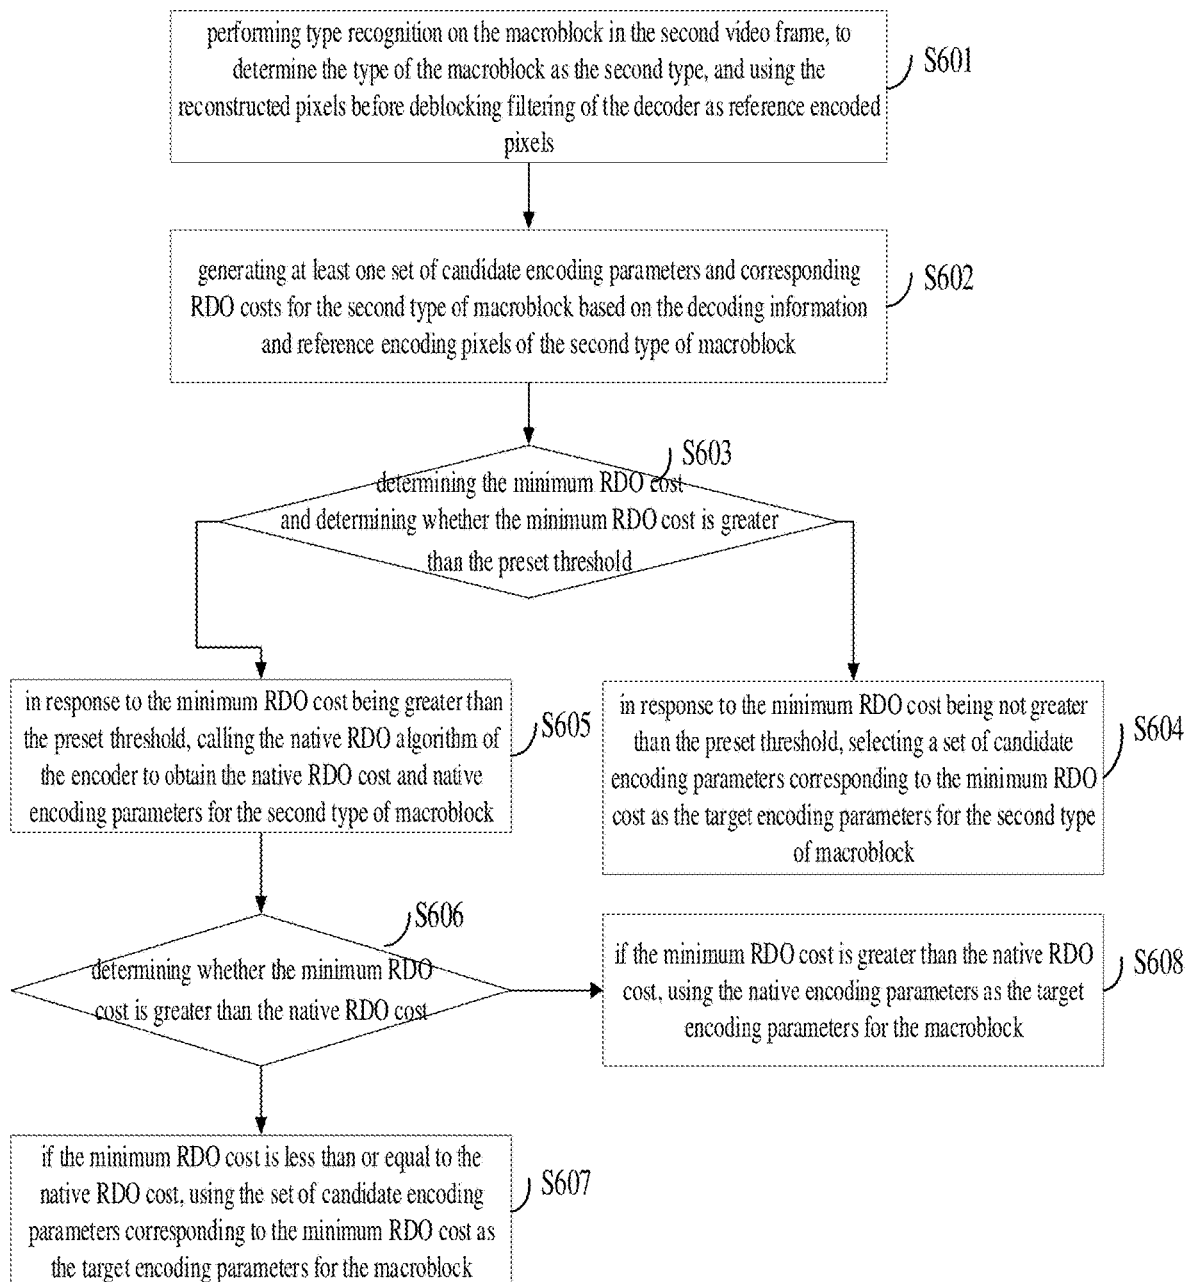 performing type recognition on the macroblock in the second video frame, to
determine the type of the macroblock as the second type, and using the
reconstructed pixels before deblocking filtering of the decoder as reference encoded
pixels
S601
generating at least one set of candidate encoding parameters and corresponding
RDO costs for the second type of macroblock based on the decoding information
and reference encoding pixels of the second type of macroblock
S602
S603
determining the minimum RDO cost
and determining whether the minimum RDO cost is greater
than the preset threshold
in response to the minimum RDO cost being greater than
the preset threshold, calling the native RDO algorithm of
the encoder to obtain the native RDO cost and native
encoding parameters for the second type of macroblock
S605
in response to the minimum RDO cost being not greater
than the preset threshold, selecting a set of candidate
encoding parameters corresponding to the minimum RDO
cost as the target encoding parameters for the second type
of macroblock
S604
S606
determining whether the minimum RDO
cost is greater than the native RDO cost
if the minimum RDO cost is greater than the native RDO
cost, using the native encoding parameters as the target
encoding parameters for the macroblock
S608
if the minimum RDO cost is less than or equal to the
native RDO cost, using the set of candidate encoding
parameters corresponding to the minimum RDO cost as
the target encoding parameters for the macroblock
S607